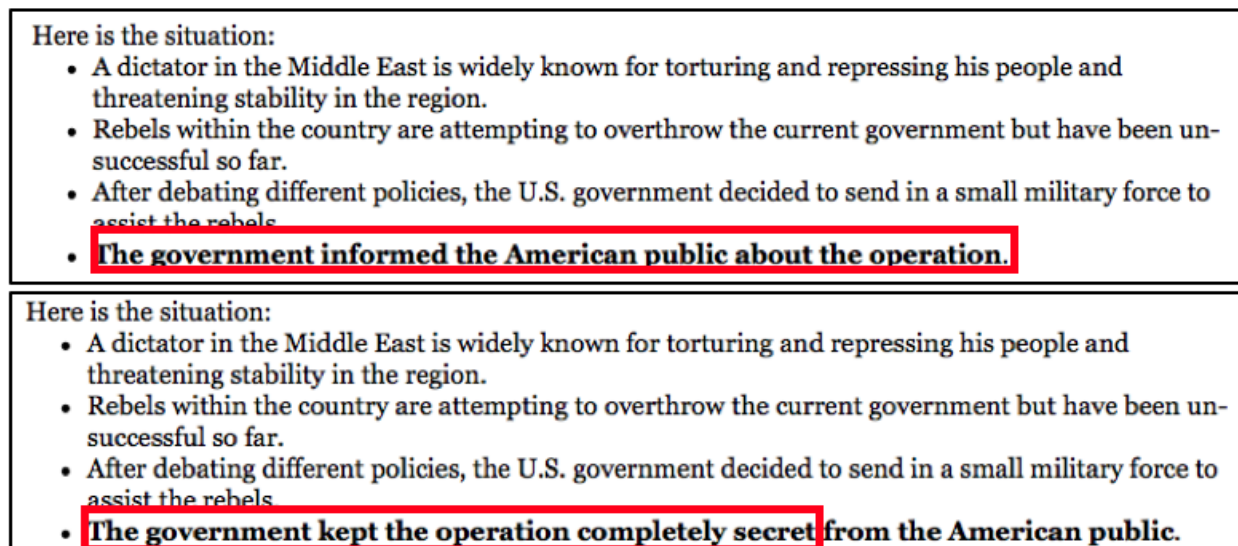 Here is the situation:
• A dictator in the Middle East is widely known for torturing and repressing his people and
threatening stability in the region.
• Rebels within the country are attempting to overthrow the current government but have been un-
successful so far.
• After debating different policies, the U.S. government decided to send in a small military force to
assist the rebels.
• The government informed the American public about the operation.
Here is the situation:
• A dictator in the Middle East is widely known for torturing and repressing his people and
threatening stability in the region.
• Rebels within the country are attempting to overthrow the current government but have been un-
successful so far.
• After debating different policies, the U.S. government decided to send in a small military force to
assist the rebels.
• The government kept the operation completely secret from the American public.